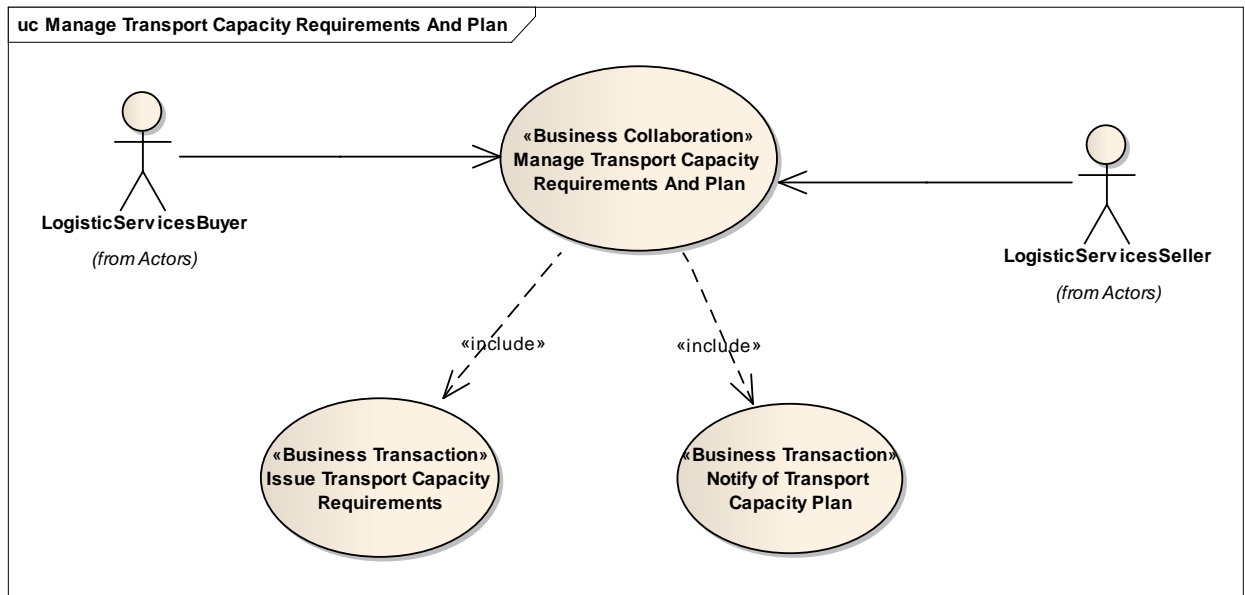 uc Manage Transport Capacity Requirements And Plan
«Business Collaboration»
Manage Transport Capacity
Requirements And Plan
LogisticServicesBuyer
(from Actors)
LogisticServicesSeller
(from Actors)
«include»
«include»
«Business Transaction»
Issue Transport Capacity
Requirements
«Business Transaction»
Notify of Transport
Capacity Plan